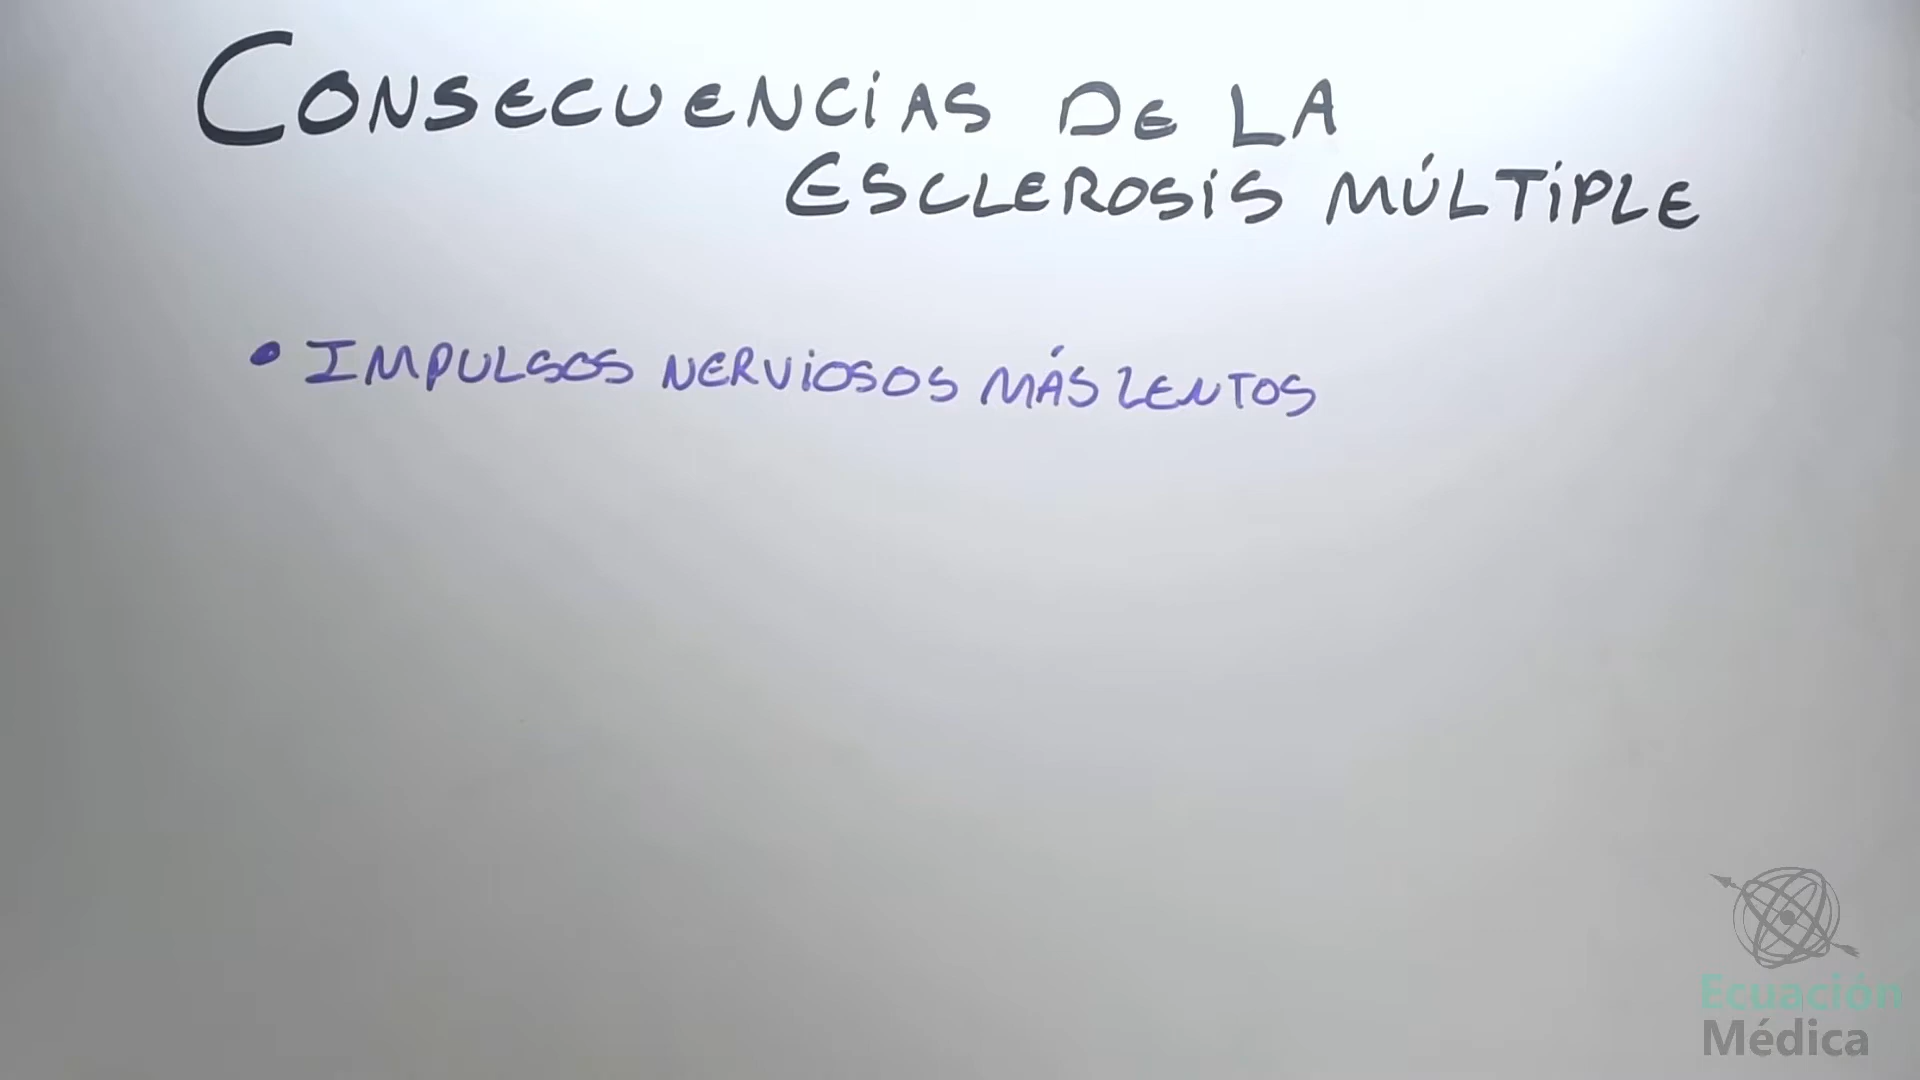 CONSECUENCIAS DE LA
ESCLEROSIS MÚLTIPLE
• IMPULSOS NERVIOSOS MÁS LENTOS
Ecuación
Médica